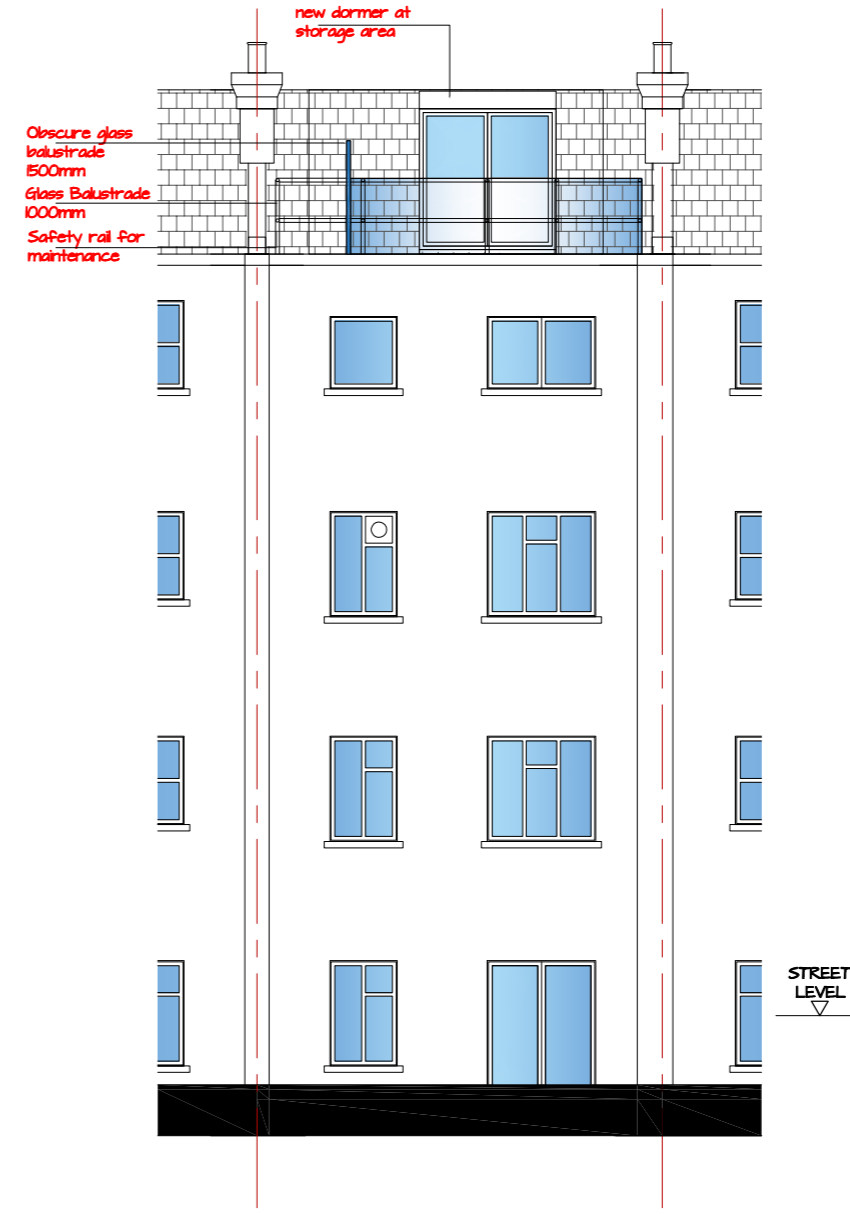 new dormer at
storage area
Obscure glass
balustrade
1500mm
Glass Balustrade
1000mm
Safety rail for
maintenance
STREET
LEVEL